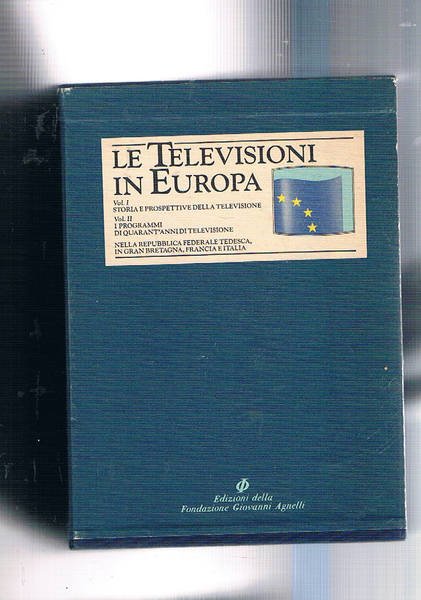 LE TELEVISIONI
IN EUROPA
Vol. I
STORIA E PROSPETTIVE DELLA TELEVISIONE
Vol. II
I PROGRAMMI
DI QUARANT'ANNI DI TELEVISIONE
NELLA REPUBBLICA FEDERALE TEDESCA,
IN GRAN BRETAGNA, FRANCIA E ITALIA
Edizioni della
Fondazione Giovanni Agnelli